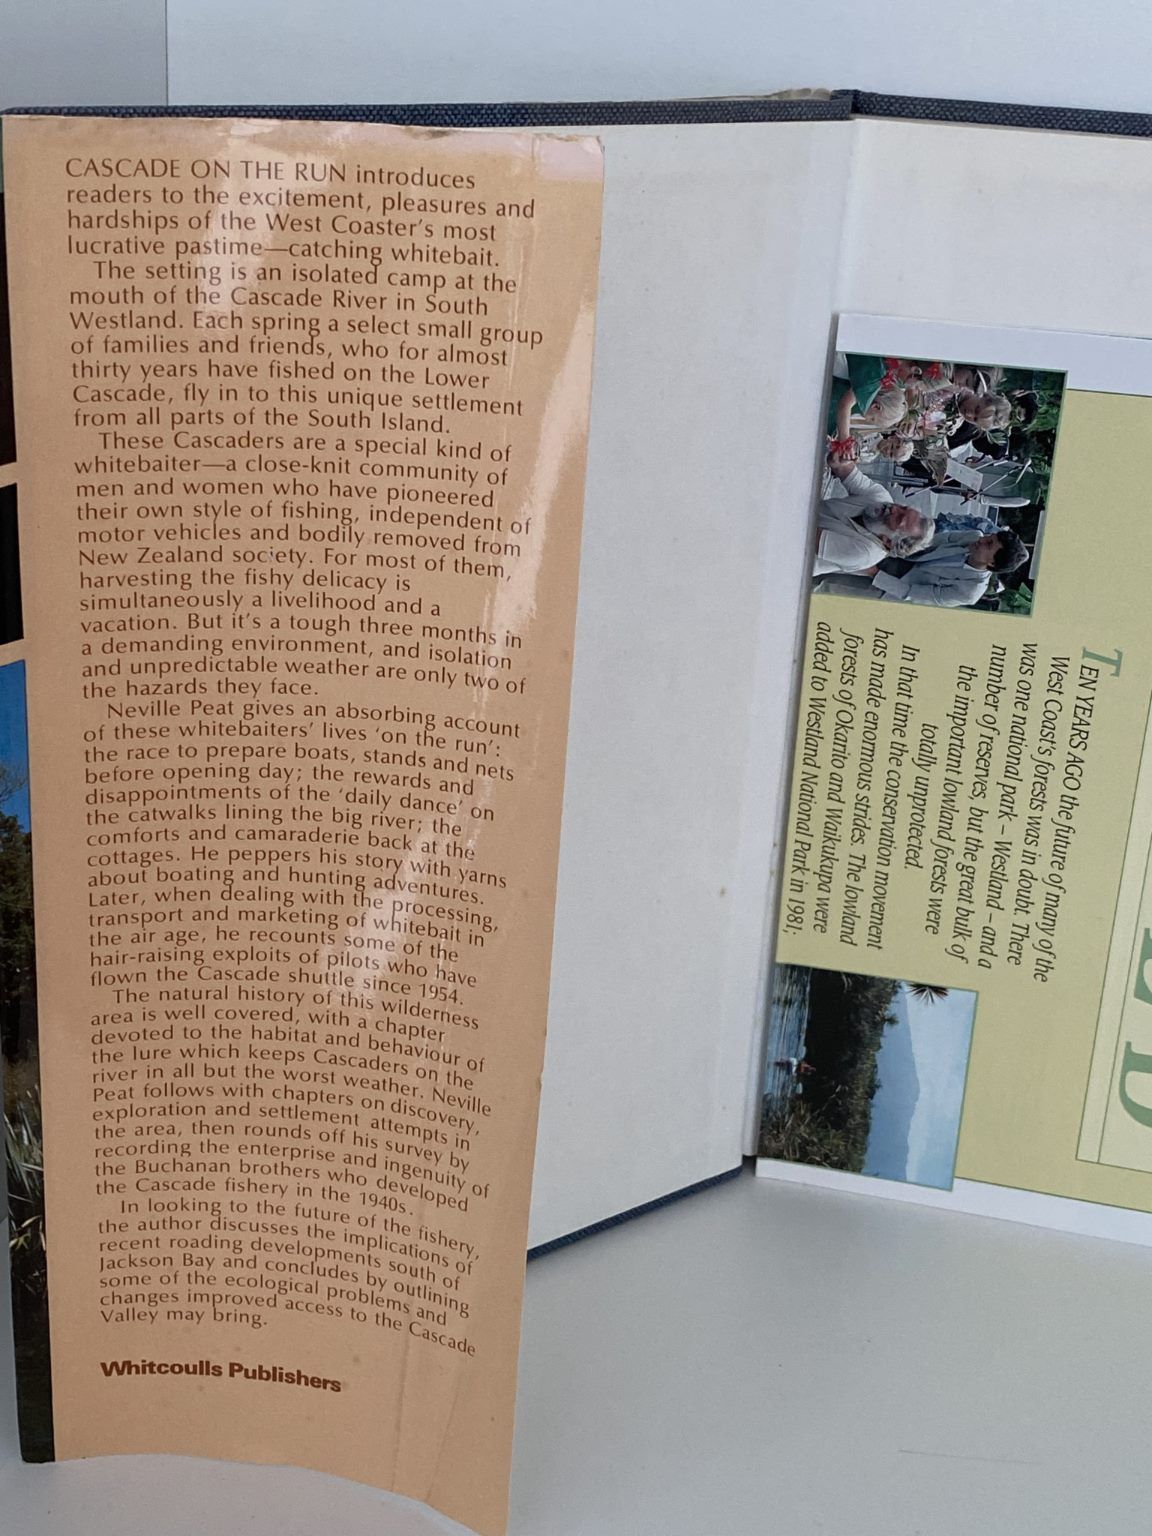 CASCADE ON THE RUN introduces
readers to the excitement, pleasures and
hardships of the West Coaster's most
lucrative pastime—catching whitebait.
The setting is an isolated camp at the
mouth of the Cascade River in South
Westland. Each spring a select small group
of families and friends, who for almost
thirty years have fished on the Lower
Cascade, fly in to this unique settlement
from all parts of the South Island.
These Cascaders are a special kind of
whitebaiter—a close-knit community of
men and women who have pioneered
their own style of fishing, independent of
motor vehicles and bodily removed from
New Zealand society. For most of them,
harvesting the fishy delicacy is
simultaneously a livelihood and a
vacation. But it's a tough three months in
a demanding environment, and isolation
and unpredictable weather are only two of
the hazards they face.
Neville Peat gives an absorbing account
of these whitebaiters' lives 'on the run':
the race to prepare boats, stands and nets
before opening day; the rewards and
disappointments of the 'daily dance' on
the catwalks lining the big river; the
comforts and camaraderie back at the
cottages. He peppers his story with yarns
about boating and hunting adventures.
Later, when dealing with the processing,
transport and marketing of whitebait in
the air age, he recounts some of the
hair-raising exploits of pilots who have
flown the Cascade shuttle since 1954.
The natural history of this wilderness
area is well covered, with a chapter
devoted to the habitat and behaviour of
the lure which keeps Cascaders on the
river in all but the worst weather. Neville
Peat follows with chapters on discovery,
exploration and settlement attempts in
the area, then rounds off his survey by
recording the enterprise and ingenuity of
the Buchanan brothers who developed
the Cascade fishery in the 1940s.
In looking to the future of the fishery,
the author discusses the implications of
recent roading developments south of
Jackson Bay and concludes by outlining
some of the ecological problems and
changes improved access to the Cascade
Valley may bring.
Whitcoulls Publishers
TEN YEARS AGO the future of many of the
West Coast's forests was in doubt. There
was one national park – Westland – and a
number of reserves, but the great bulk of
the important lowland forests were
totally unprotected.
In that time the conservation movement
has made enormous strides. The lowland
forests of Okarito and Waikukupa were
added to Westland National Park in 1981;